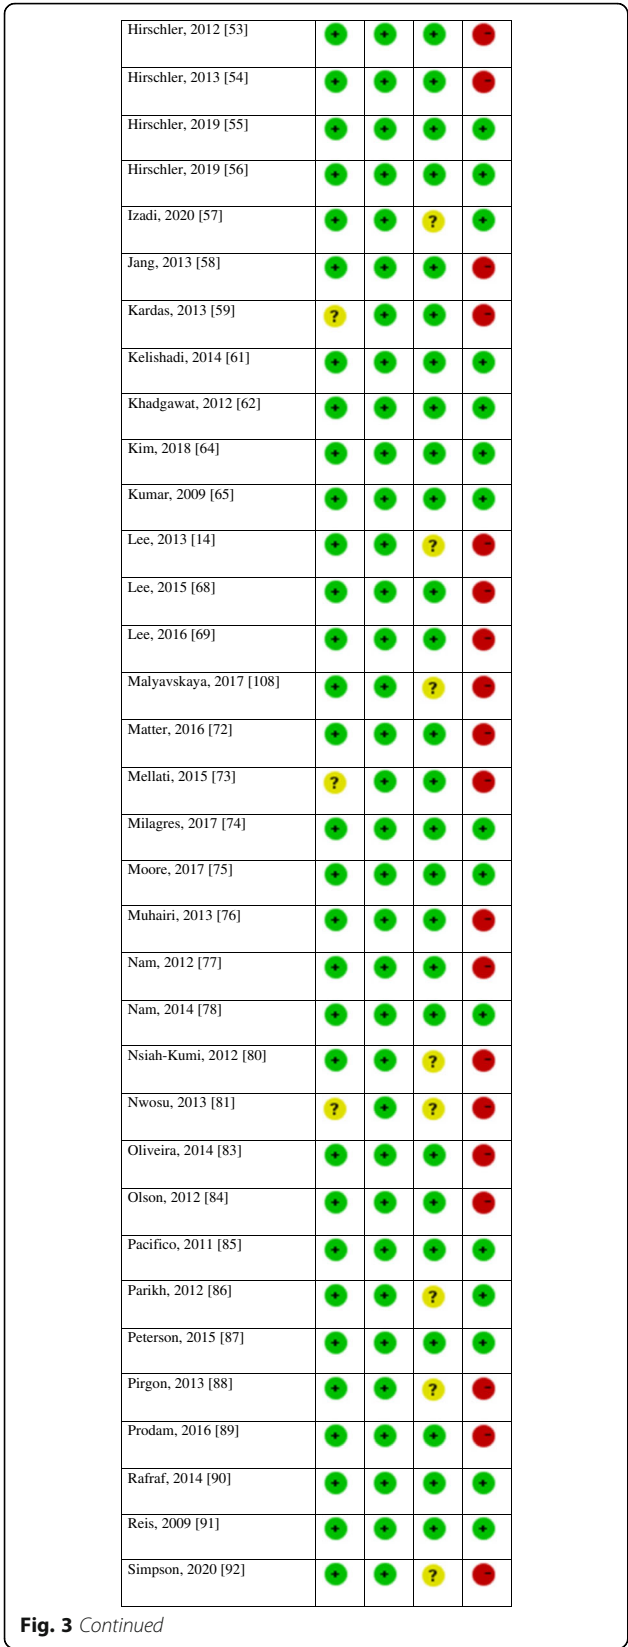 Hirschler, 2012 [53] + + + -
Hirschler, 2013 [54] + + + -
Hirschler, 2019 [55] + + + +
Hirschler, 2019 [56] + + + +
Izadi, 2020 [57] + + ? +
Jang, 2013 [58] + + + -
Kardas, 2013 [59] ? + + -
Kelishadi, 2014 [61] + + + +
Khadgawat, 2012 [62] + + + +
Kim, 2018 [64] + + + +
Kumar, 2009 [65] + + + +
Lee, 2013 [14] + + ? -
Lee, 2015 [68] + + + -
Lee, 2016 [69] + + + -
Malyavskaya, 2017 [108] + + ? -
Matter, 2016 [72] + + + -
Mellati, 2015 [73] ? + + -
Milagres, 2017 [74] + + + +
Moore, 2017 [75] + + + +
Muhairi, 2013 [76] + + + -
Nam, 2012 [77] + + + -
Nam, 2014 [78] + + + +
Nsiah-Kumi, 2012 [80] + + ? -
Nwosu, 2013 [81] ? + ? -
Oliveira, 2014 [83] + + + -
Olson, 2012 [84] + + + -
Pacifico, 2011 [85] + + + +
Parikh, 2012 [86] + + ? +
Peterson, 2015 [87] + + + +
Pirgon, 2013 [88] + + ? -
Prodam, 2016 [89] + + + -
Rafraf, 2014 [90] + + + +
Reis, 2009 [91] + + + +
Simpson, 2020 [92] + + ? -
Fig. 3 Continued